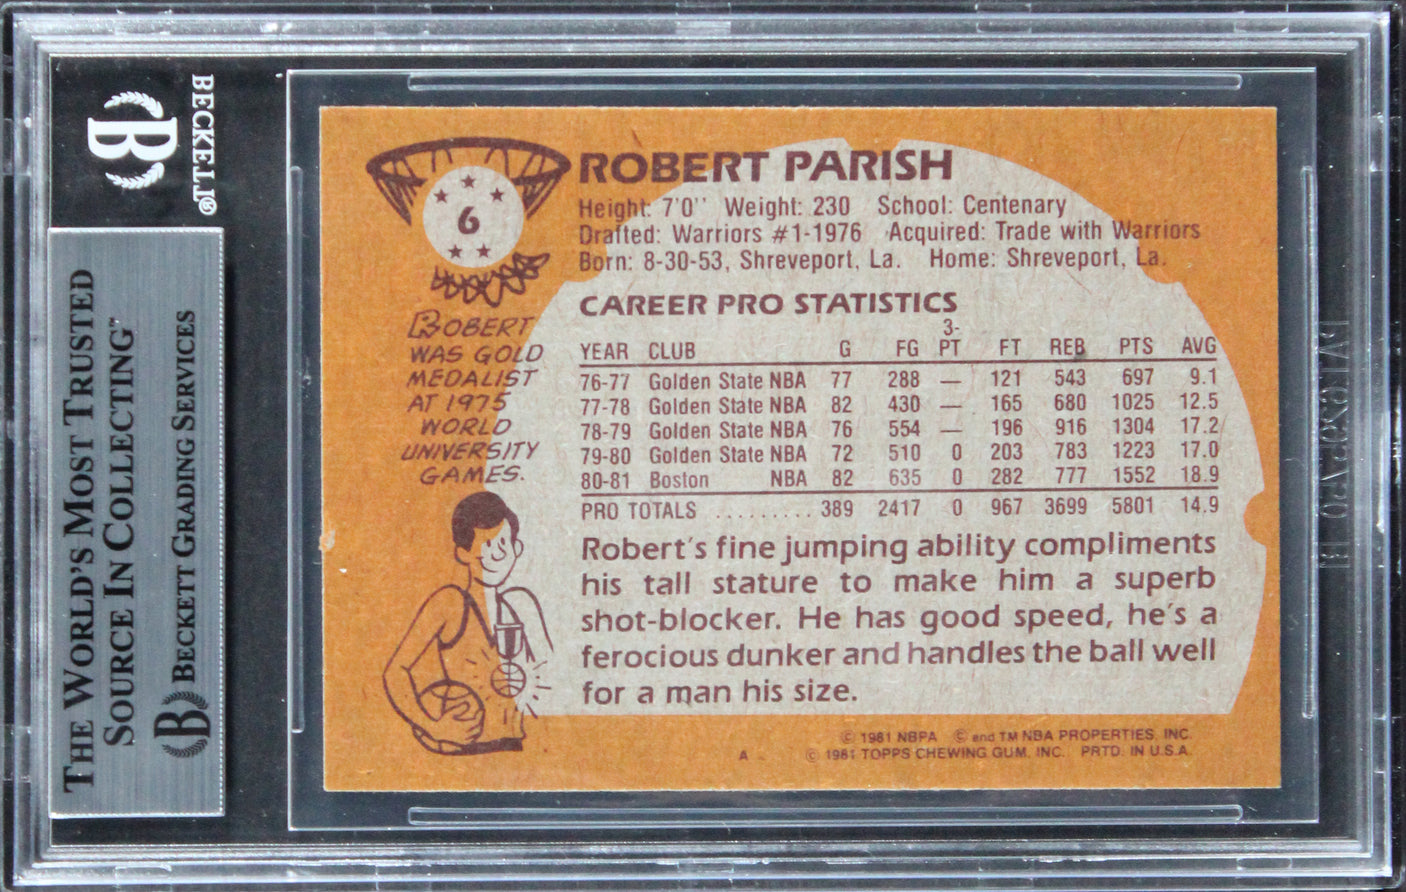 BECKETT®
B
THE WORLD'S MOST TRUSTED
SOURCE IN COLLECTING™
B BECKETT GRADING SERVICES
6
ROBERT PARISH
Height: 7'0'' Weight: 230 School: Centenary
Drafted: Warriors #1-1976 Acquired: Trade with Warriors
Born: 8-30-53, Shreveport, La. Home: Shreveport, La.
ROBERT
WAS GOLD
MEDALIST
AT 1975
WORLD
UNIVERSITY
GAMES.
CAREER PRO STATISTICS
YEAR CLUB G FG 3-PT FT REB PTS AVG
76-77 Golden State NBA 77 288 — 121 543 697 9.1
77-78 Golden State NBA 82 430 — 165 680 1025 12.5
78-79 Golden State NBA 76 554 — 196 916 1304 17.2
79-80 Golden State NBA 72 510 0 203 783 1223 17.0
80-81 Boston NBA 82 635 0 282 777 1552 18.9
PRO TOTALS ......... 389 2417 0 967 3699 5801 14.9
Robert's fine jumping ability compliments
his tall stature to make him a superb
shot-blocker. He has good speed, he's a
ferocious dunker and handles the ball well
for a man his size.
© 1981 NBPA © and TM NBA PROPERTIES, INC.
A © 1981 TOPPS CHEWING GUM, INC. PRTD. IN U.S.A.